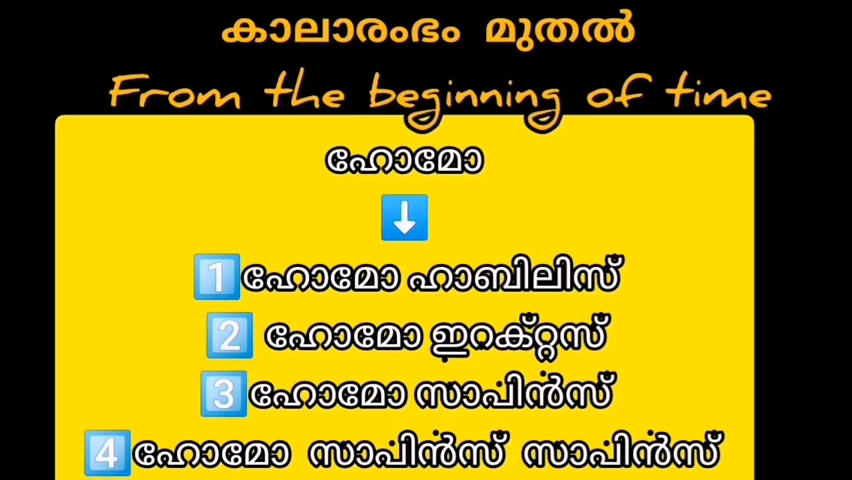 കാലാരംഭം മുതൽ
From the beginning of time
ഹോമോ
⬇️
1️⃣ഹോമോ ഹാബിലിസ്
2️⃣ ഹോമോ ഇറക്റ്റസ്
3️⃣ഹോമോ സാപിൻസ്
4️⃣ഹോമോ സാപിൻസ് സാപിൻസ്